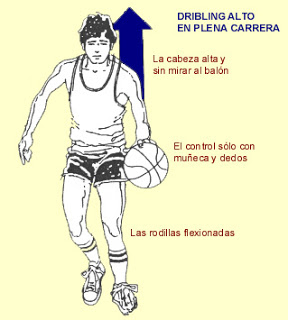 DRIBLING ALTO
EN PLENA CARRERA
La cabeza alta y
sin mirar al balón
El control sólo con
muñeca y dedos
Las rodillas flexionadas